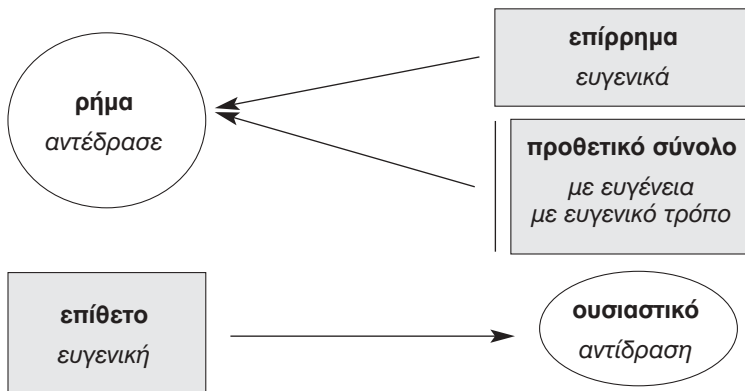 επίρρημα
ευγενικά
ρήμα
αντέδρασε
προθετικό σύνολο
με ευγένεια
με ευγενικό τρόπο
επίθετο
ευγενική
ουσιαστικό
αντίδραση